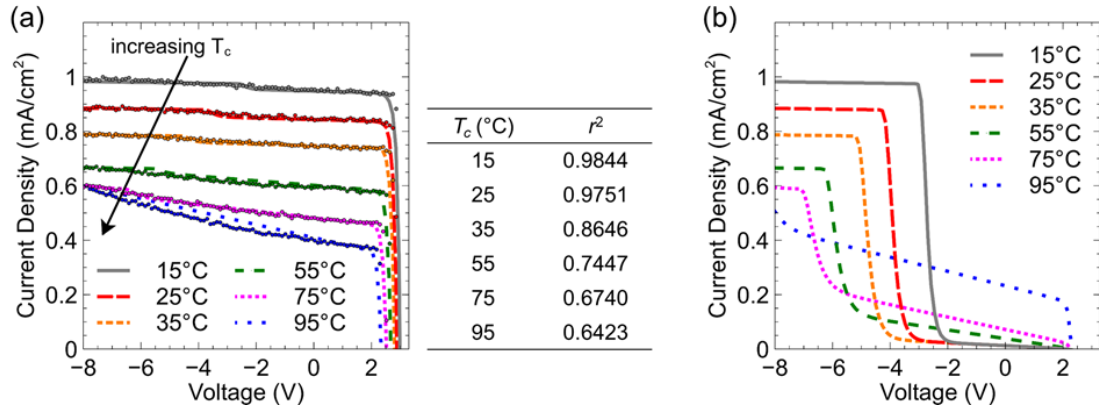 (a)
Current Density (mA/cm²)
1
0.8
0.6
0.4
0.2
0
increasing T_c
15°C
25°C
35°C
55°C
75°C
95°C
−8
−6
−4
−2
0
2
Voltage (V)
T_c (°C) r²
15 0.9844
25 0.9751
35 0.8646
55 0.7447
75 0.6740
95 0.6423
(b)
Current Density (mA/cm²)
1
0.8
0.6
0.4
0.2
0
15°C
25°C
35°C
55°C
75°C
95°C
−8
−6
−4
−2
0
2
Voltage (V)